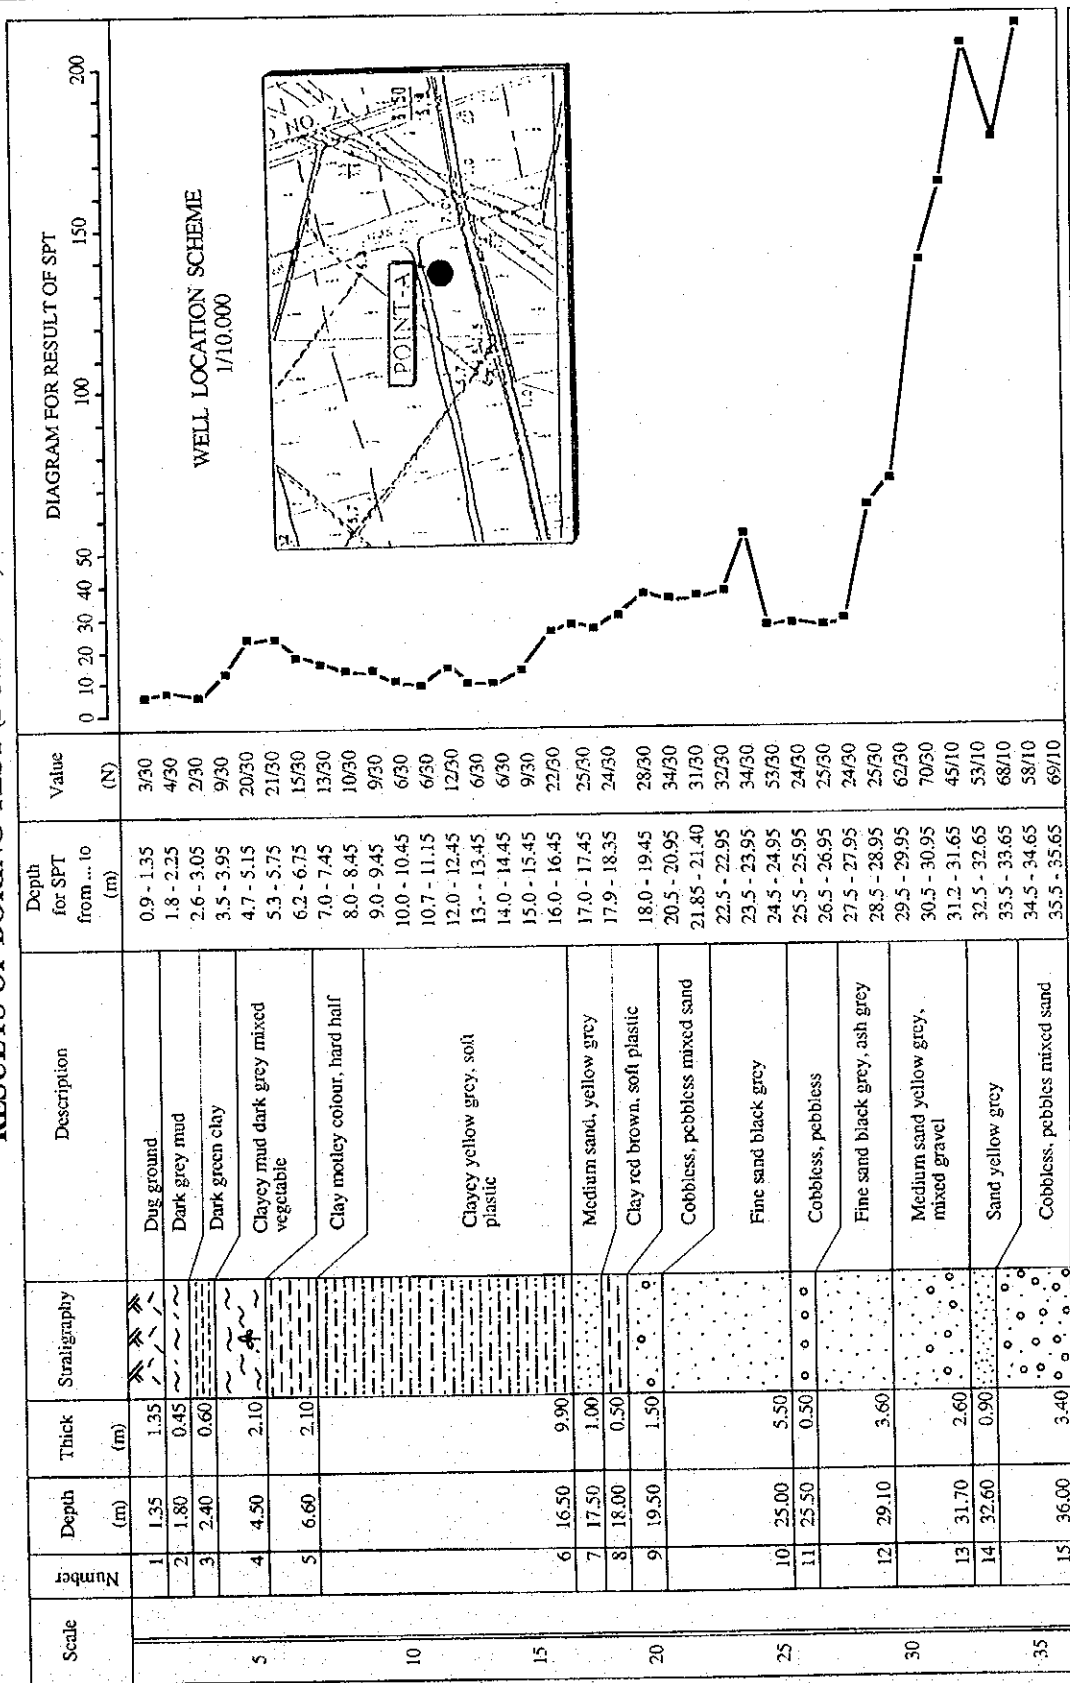 RESULTS OF BORING TEST
Scale Number Depth (m) Thick (m) Stratigraphy Description Depth for SPT from ... to (m) Value (N) DIAGRAM FOR RESULT OF SPT
0 10 20 30 40 50 100 150 200
1 1.35 1.35 Dug ground
2 1.80 0.45 Dark grey mud
3 2.40 0.60 Dark green clay
4 4.50 2.10 Clayey mud dark grey mixed
vegetable
5 6.60 2.10 Clay motley colour, hard half
6 16.50 9.90 Clayey yellow grey, soft
plastic
7 17.50 1.00 Medium sand, yellow grey
8 18.00 0.50 Clay red brown, soft plastic
9 19.50 1.50 Cobbless, pebbless mixed sand
10 25.00 5.50 Fine sand black grey
11 25.50 0.50 Cobbless, pebbless
12 29.10 3.60 Fine sand black grey, ash grey
13 31.70 2.60 Medium sand yellow grey,
mixed gravel
14 32.60 0.90 Sand yellow grey
15 36.00 3.40 Cobbless, pebbles mixed sand
5
10
15
20
25
30
35
0.9 - 1.35 3/30
1.8 - 2.25 4/30
2.6 - 3.05 2/30
3.5 - 3.95 9/30
4.7 - 5.15 20/30
5.3 - 5.75 21/30
6.2 - 6.75 15/30
7.0 - 7.45 13/30
8.0 - 8.45 10/30
9.0 - 9.45 9/30
10.0 - 10.45 6/30
10.7 - 11.15 6/30
12.0 - 12.45 12/30
13.- 13.45 6/30
14.0 - 14.45 6/30
15.0 - 15.45 9/30
16.0 - 16.45 22/30
17.0 - 17.45 25/30
17.9 - 18.35 24/30
18.0 - 19.45 28/30
20.5 - 20.95 34/30
21.85 - 21.40 31/30
22.5 - 22.95 32/30
23.5 - 23.95 34/30
24.5 - 24.95 53/30
25.5 - 25.95 24/30
26.5 - 26.95 25/30
27.5 - 27.95 24/30
28.5 - 28.95 25/30
29.5 - 29.95 62/30
30.5 - 30.95 70/30
31.2 - 31.65 45/10
32.5 - 32.65 53/10
33.5 - 33.65 68/10
34.5 - 34.65 58/10
35.5 - 35.65 69/10
WELL LOCATION SCHEME
1/10.000
POINT-A
NO. 2